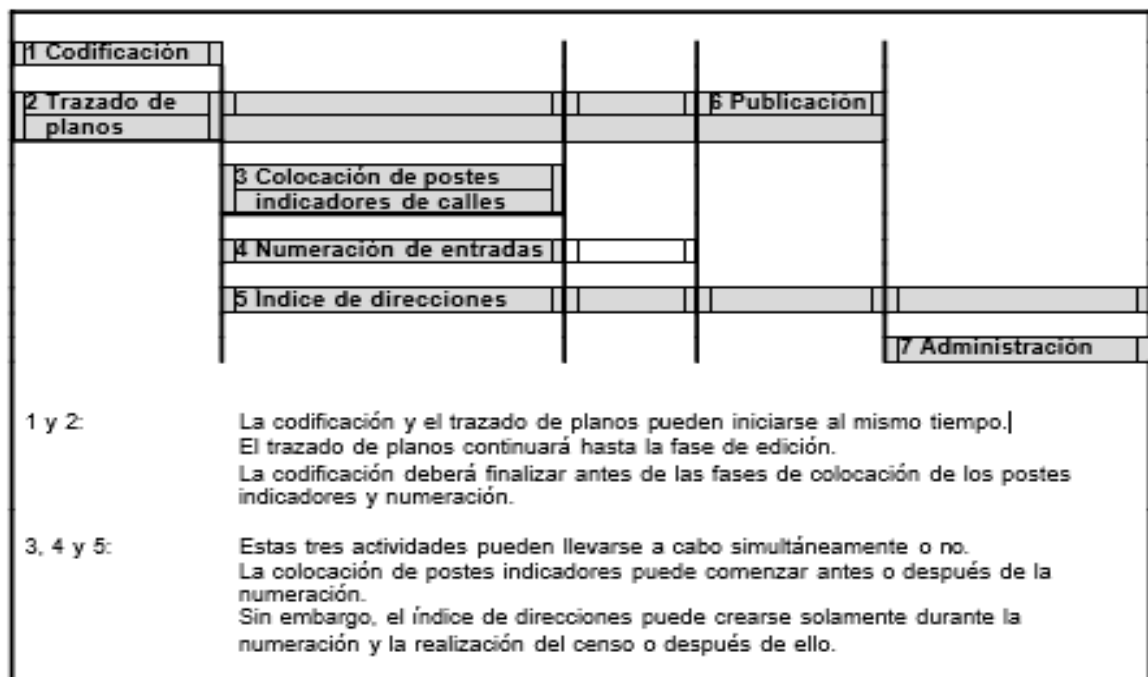 1 Codificación
2 Trazado de
planos
6 Publicación
3 Colocación de postes
indicadores de calles
4 Numeración de entradas
5 Indice de direcciones
7 Administración
1 y 2: La codificación y el trazado de planos pueden iniciarse al mismo tiempo.
El trazado de planos continuará hasta la fase de edición.
La codificación deberá finalizar antes de las fases de colocación de los postes
indicadores y numeración.
3, 4 y 5: Estas tres actividades pueden llevarse a cabo simultáneamente o no.
La colocación de postes indicadores puede comenzar antes o después de la
numeración.
Sin embargo, el índice de direcciones puede crearse solamente durante la
numeración y la realización del censo o después de ello.